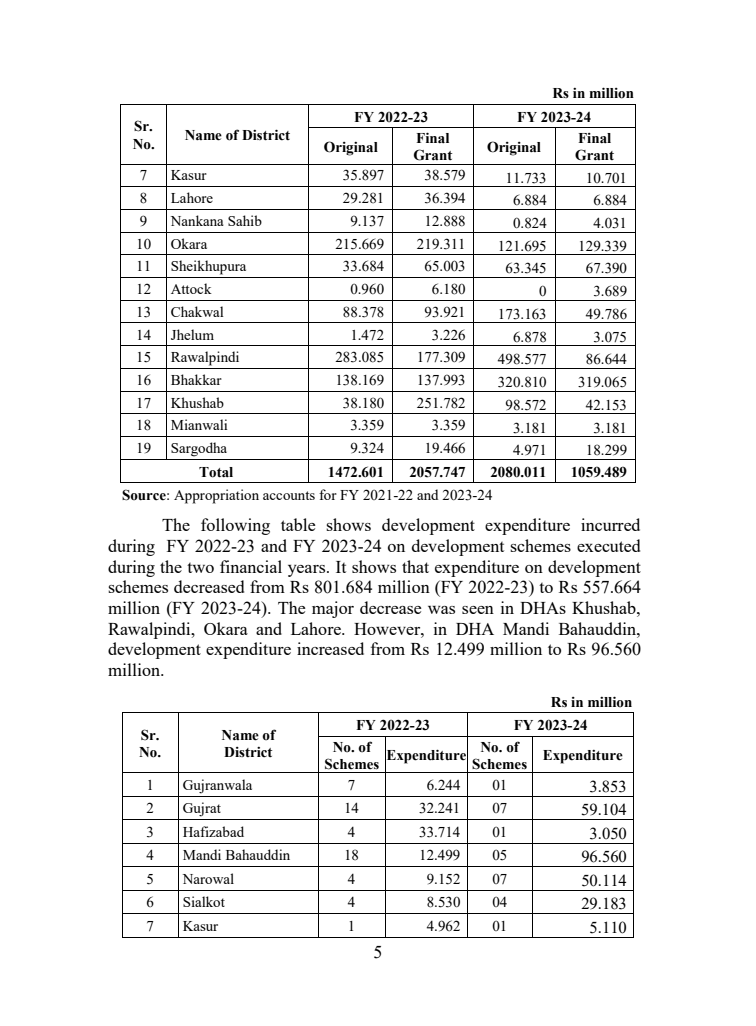 Rs in million
Sr. No. Name of District FY 2022-23 FY 2023-24
Original Final Grant Original Final Grant
7 Kasur 35.897 38.579 11.733 10.701
8 Lahore 29.281 36.394 6.884 6.884
9 Nankana Sahib 9.137 12.888 0.824 4.031
10 Okara 215.669 219.311 121.695 129.339
11 Sheikhupura 33.684 65.003 63.345 67.390
12 Attock 0.960 6.180 0 3.689
13 Chakwal 88.378 93.921 173.163 49.786
14 Jhelum 1.472 3.226 6.878 3.075
15 Rawalpindi 283.085 177.309 498.577 86.644
16 Bhakkar 138.169 137.993 320.810 319.065
17 Khushab 38.180 251.782 98.572 42.153
18 Mianwali 3.359 3.359 3.181 3.181
19 Sargodha 9.324 19.466 4.971 18.299
Total 1472.601 2057.747 2080.011 1059.489
Source: Appropriation accounts for FY 2021-22 and 2023-24
The following table shows development expenditure incurred
during FY 2022-23 and FY 2023-24 on development schemes executed
during the two financial years. It shows that expenditure on development
schemes decreased from Rs 801.684 million (FY 2022-23) to Rs 557.664
million (FY 2023-24). The major decrease was seen in DHAs Khushab,
Rawalpindi, Okara and Lahore. However, in DHA Mandi Bahauddin,
development expenditure increased from Rs 12.499 million to Rs 96.560
million.
Rs in million
Sr. No. Name of District FY 2022-23 FY 2023-24
No. of Schemes Expenditure No. of Schemes Expenditure
1 Gujranwala 7 6.244 01 3.853
2 Gujrat 14 32.241 07 59.104
3 Hafizabad 4 33.714 01 3.050
4 Mandi Bahauddin 18 12.499 05 96.560
5 Narowal 4 9.152 07 50.114
6 Sialkot 4 8.530 04 29.183
7 Kasur 1 4.962 01 5.110
5